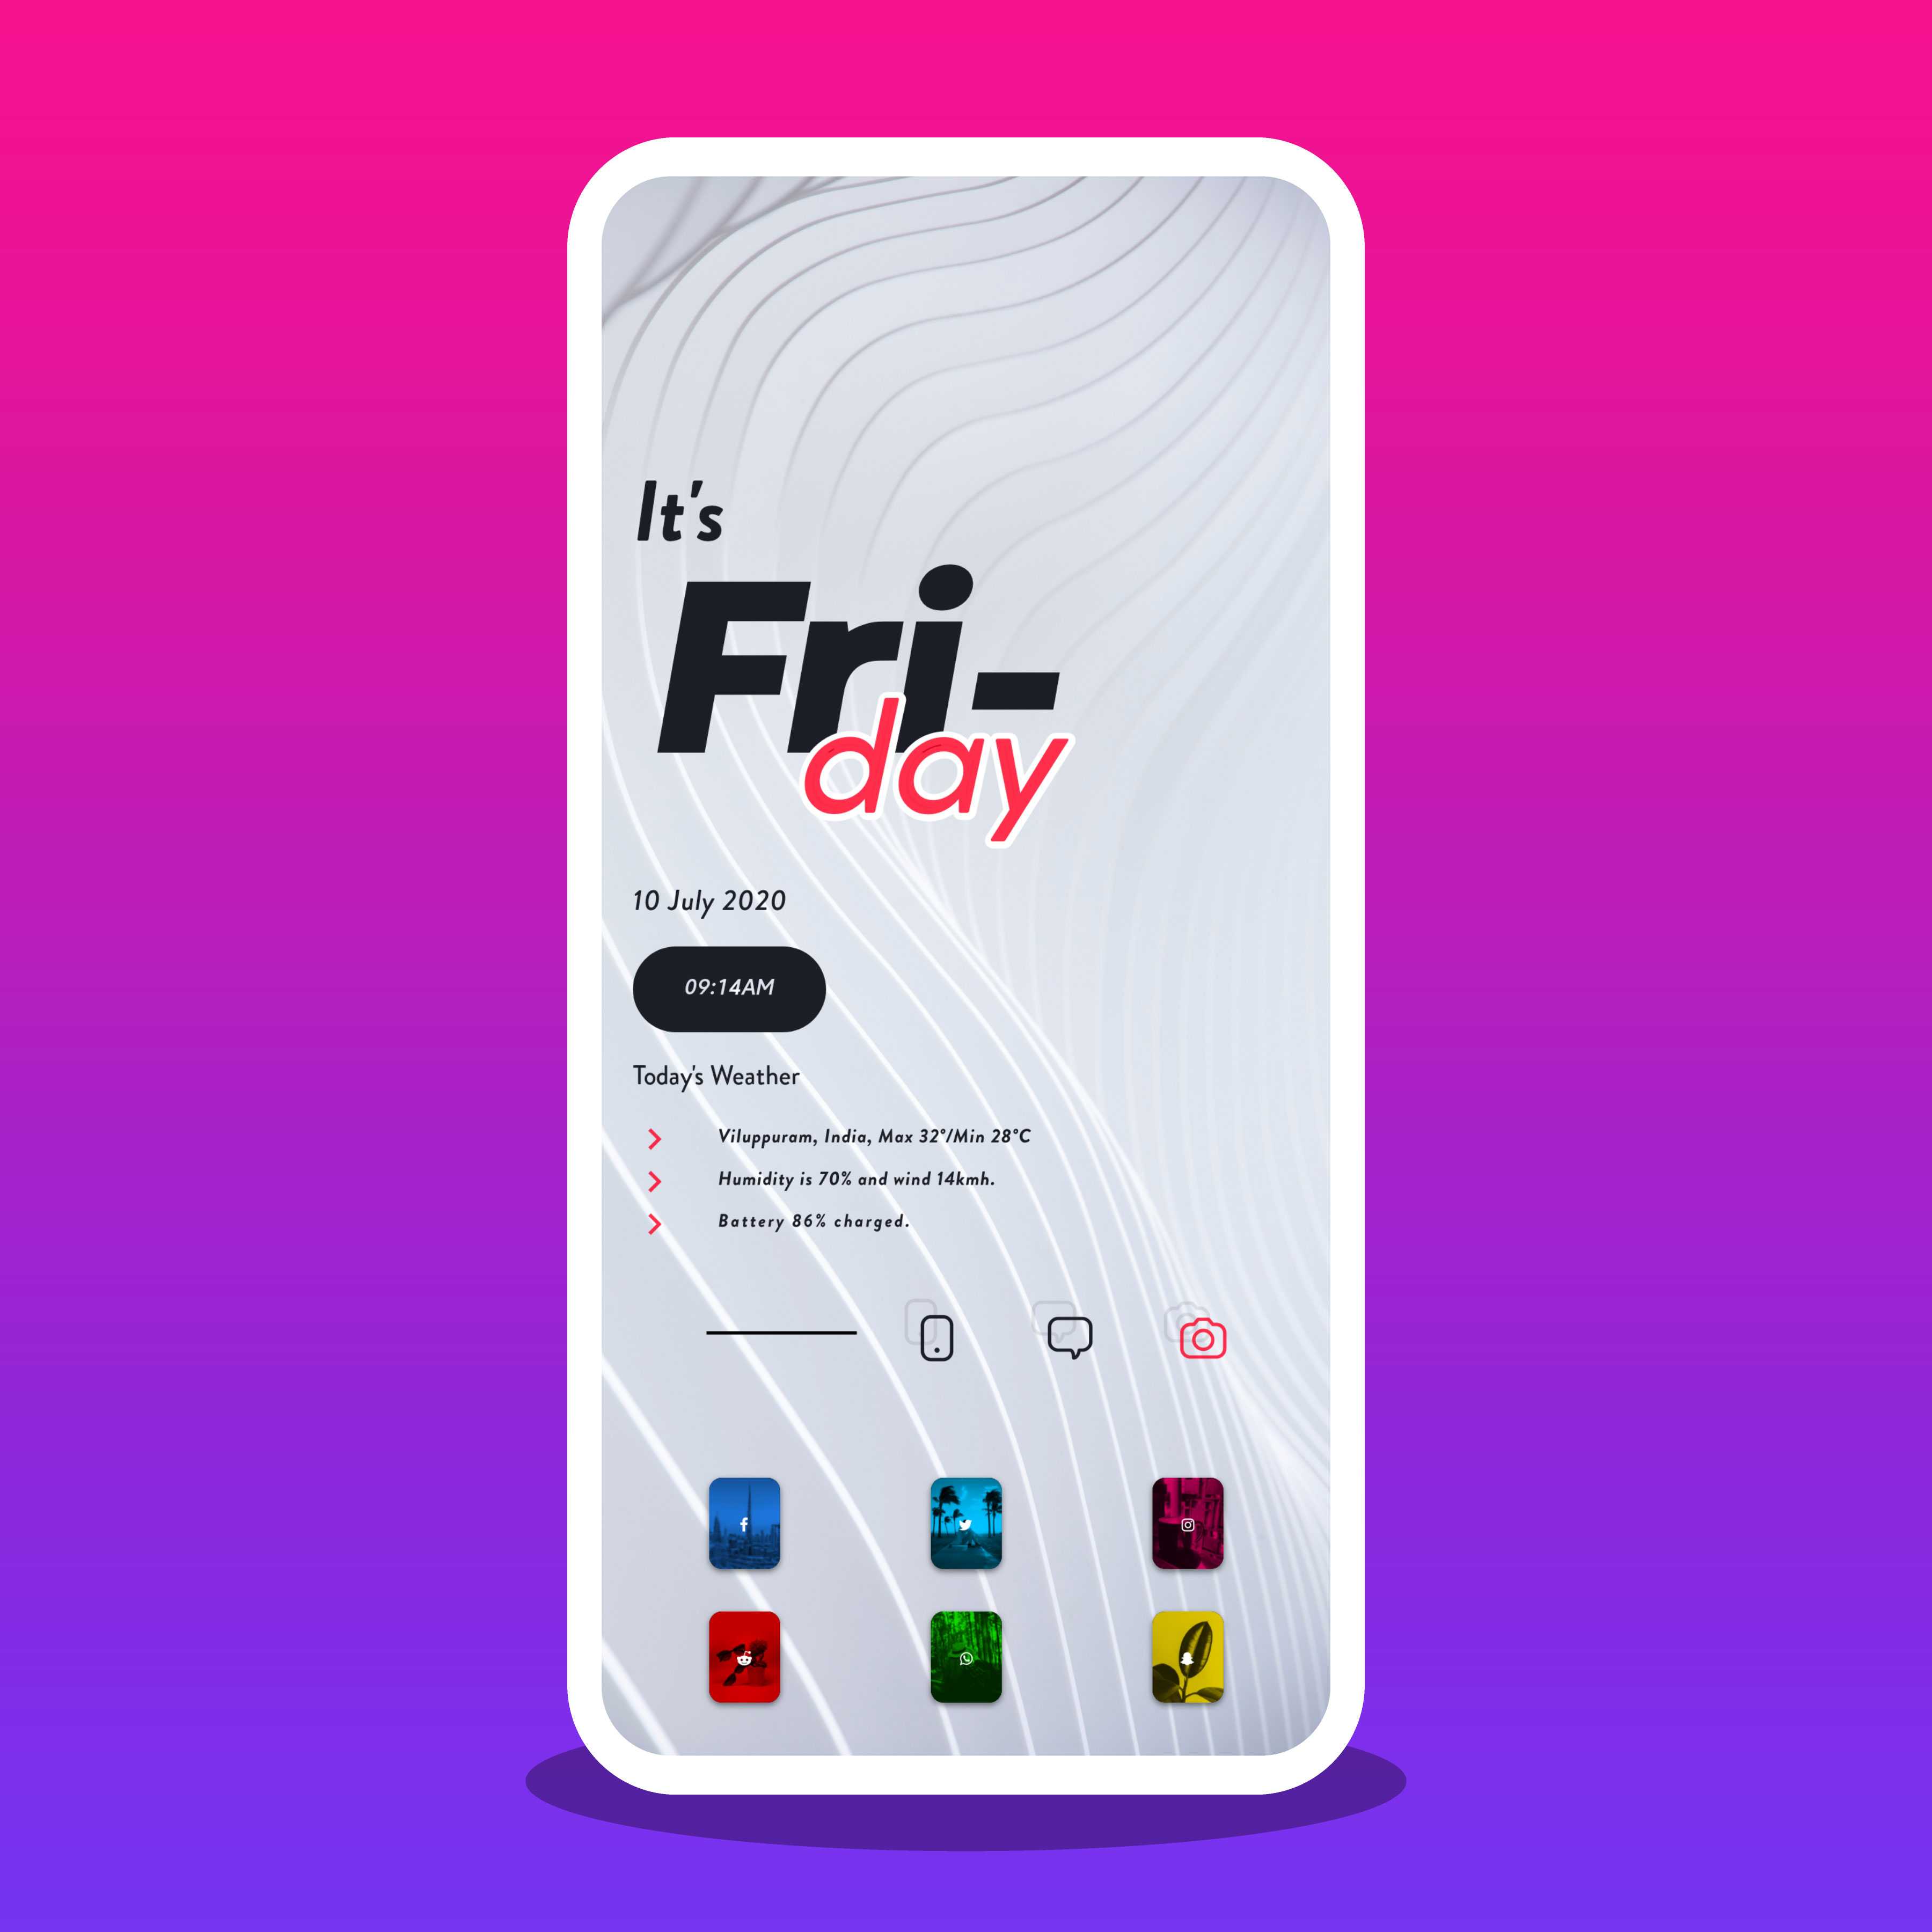 It's
Fri-
day
10 July 2020
09:14AM
Today's Weather
Viluppuram, India, Max 32°/Min 28°C
Humidity is 70% and wind 14kmh.
Battery 86% charged.